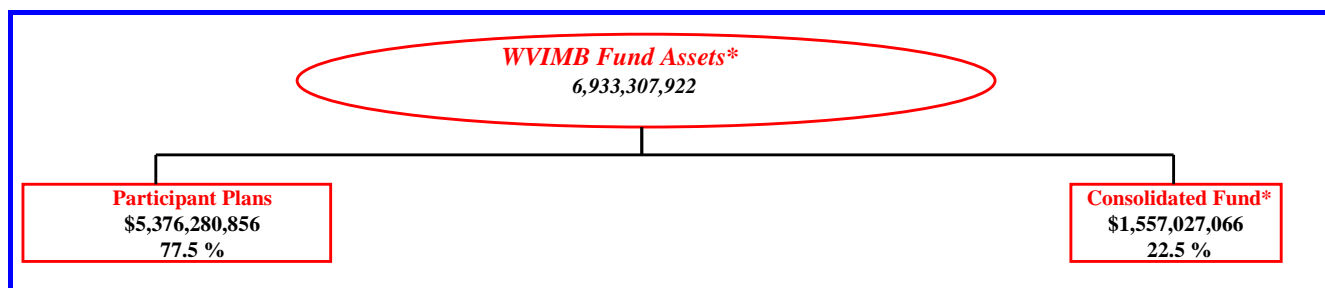 WVIMB Fund Assets*
6,933,307,922
Participant Plans
$5,376,280,856
77.5 %
Consolidated Fund*
$1,557,027,066
22.5 %